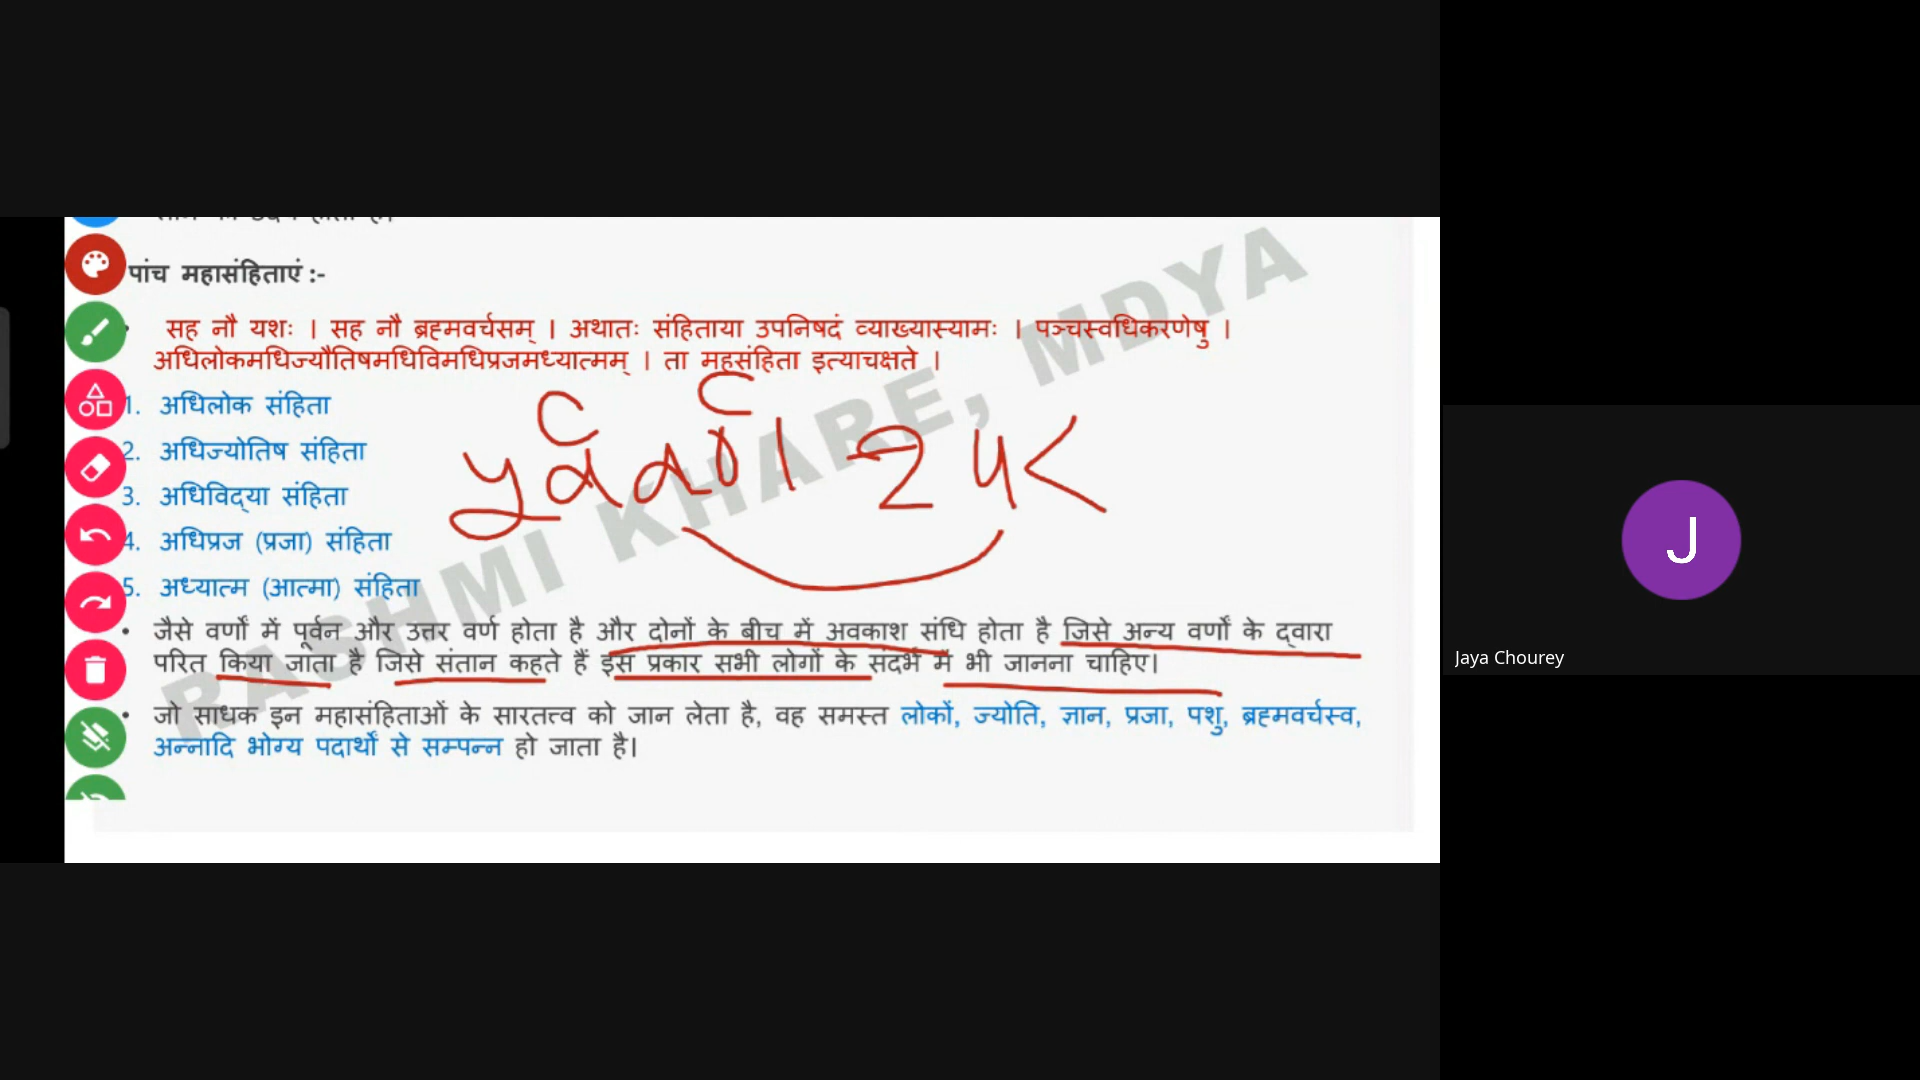 पांच महासंहिताएं :-
सह नौ यशः । सह नौ ब्रह्मवर्चसम् । अथातः संहिताया उपनिषदं व्याख्यास्यामः । पञ्चस्वधिकरणेषु ।
अधिलोकमधिज्यौतिषमधिविमधिप्रजमध्यात्मम् । ता महसंहिता इत्याचक्षते ।
1. अधिलोक संहिता
2. अधिज्योतिष संहिता
3. अधिविद्या संहिता
4. अधिप्रज (प्रजा) संहिता
5. अध्यात्म (आत्मा) संहिता
• जैसे वर्णों में पूर्वन और उत्तर वर्ण होता है और दोनों के बीच में अवकाश संधि होता है जिसे अन्य वर्णों के द्वारा
परित किया जाता है जिसे संतान कहते हैं इस प्रकार सभी लोगों के संदर्भ में भी जानना चाहिए।
• जो साधक इन महासंहिताओं के सारतत्त्व को जान लेता है, वह समस्त लोकों, ज्योति, ज्ञान, प्रजा, पशु, ब्रह्मवर्चस्व,
अन्नादि भोग्य पदार्थों से सम्पन्न हो जाता है।
RASHMI KHARE, MDYA
J
Jaya Chourey